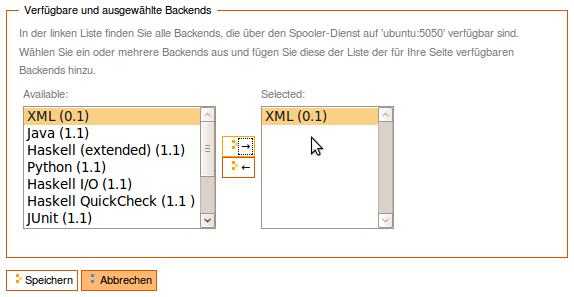 Verfügbare und ausgewählte Backends
In der linken Liste finden Sie alle Backends, die über den Spooler-Dienst auf 'ubuntu:5050' verfügbar sind.
Wählen Sie ein oder mehrere Backends aus und fügen Sie diese der Liste der für Ihre Seite verfügbaren
Backends hinzu.
Available:
XML (0.1)
Java (1.1)
Haskell (extended) (1.1)
Python (1.1)
Haskell I/O (1.1)
Haskell QuickCheck (1.1 )
JUnit (1.1)
→
←
Selected:
XML (0.1)
Speichern
Abbrechen